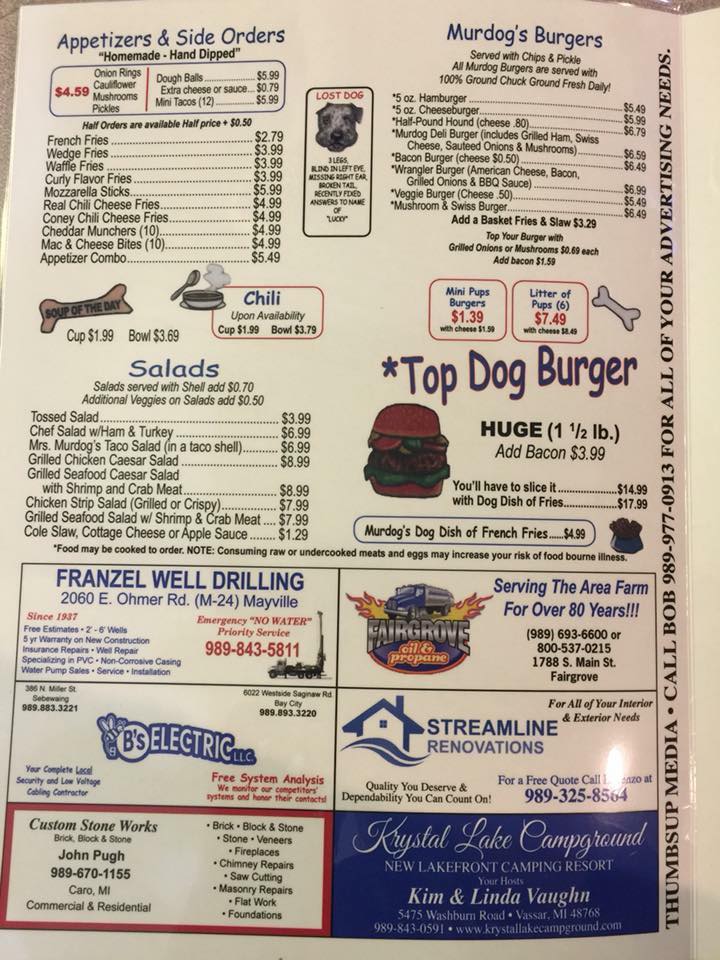 Appetizers & Side Orders
"Homemade - Hand Dipped"
$4.59
Onion Rings
Cauliflower
Mushrooms
Pickles
Dough Balls.................. $5.99
Extra cheese or sauce... $0.79
Mini Tacos (12) .............. $5.99
Half Orders are available Half price + $0.50
French Fries .............................. $2.79
Wedge Fries .............................. $3.99
Waffle Fries .............................. $3.99
Curly Flavor Fries...................... $3.99
Mozzarella Sticks....................... $5.99
Real Chili Cheese Fries.............. $4.99
Coney Chili Cheese Fries........... $4.99
Cheddar Munchers (10).............. $4.99
Mac & Cheese Bites (10)............ $4.99
Appetizer Combo........................ $5.49
LOST DOG
3 LEGS,
BLIND IN LEFT EYE,
MISSING RIGHT EAR,
BROKEN TAIL,
RECENTLY FIXED
ANSWERS TO NAME
OF
"LUCKY"
SOUP OF THE DAY
Cup $1.99 Bowl $3.69
Chili
Upon Availability
Cup $1.99 Bowl $3.79
Salads
Salads served with Shell add $0.70
Additional Veggies on Salads add $0.50
Tossed Salad.......................................... $3.99
Chef Salad w/Ham & Turkey .................... $6.99
Mrs. Murdog's Taco Salad (in a taco shell)....... $6.99
Grilled Chicken Caesar Salad .................. $8.99
Grilled Seafood Caesar Salad
with Shrimp and Crab Meat.................... $8.99
Chicken Strip Salad (Grilled or Crispy)....... $7.99
Grilled Seafood Salad w/ Shrimp & Crab Meat .... $7.99
Cole Slaw, Cottage Cheese or Apple Sauce ....... $1.29
Murdog's Burgers
Served with Chips & Pickle
All Murdog Burgers are served with
100% Ground Chuck Ground Fresh Daily!
*5 oz. Hamburger .......................... $5.49
*5 oz. Cheeseburger....................... $5.99
*Half-Pound Hound (cheese .80)........ $6.79
*Murdog Deli Burger (includes Grilled Ham, Swiss
Cheese, Sauteed Onions & Mushrooms) ........... $6.59
*Bacon Burger (cheese $0.50) .................. $6.49
*Wrangler Burger (American Cheese, Bacon,
Grilled Onions & BBQ Sauce) .................. $6.99
*Veggie Burger (Cheese .50)................... $5.49
*Mushroom & Swiss Burger..................... $6.49
Add a Basket Fries & Slaw $3.29
Top Your Burger with
Grilled Onions or Mushrooms $0.69 each
Add bacon $1.59
Mini Pups
Burgers
$1.39
with cheese $1.59
Litter of
Pups (6)
$7.49
with cheese $8.49
*Top Dog Burger
HUGE (1 1/2 lb.)
Add Bacon $3.99
You'll have to slice it ...................... $14.99
with Dog Dish of Fries..................... $17.99
Murdog's Dog Dish of French Fries......$4.99
*Food may be cooked to order. NOTE: Consuming raw or undercooked meats and eggs may increase your risk of food bourne illness.
FRANZEL WELL DRILLING
2060 E. Ohmer Rd. (M-24) Mayville
Since 1937
Free Estimates • 2' - 6' Wells
5 yr Warranty on New Construction
Insurance Repairs • Well Repair
Specializing in PVC • Non-Corrosive Casing
Water Pump Sales • Service • Installation
Emergency "NO WATER"
Priority Service
989-843-5811
FAIRGROVE
oil &
propane
Serving The Area Farm
For Over 80 Years!!!
(989) 693-6600 or
800-537-0215
1788 S. Main St.
Fairgrove
386 N. Miller St.
Sebewaing
989.883.3221
6022 Westside Saginaw Rd.
Bay City
989.893.3220
B'S ELECTRIC LLC.
Your Complete Local
Security and Low Voltage
Cabling Contractor
Free System Analysis
We monitor our competitors'
systems and honor their contacts!
For All of Your Interior
& Exterior Needs
STREAMLINE
RENOVATIONS
Quality You Deserve &
Dependability You Can Count On!
For a Free Quote Call at
989-325-8564
Custom Stone Works
Brick, Block & Stone
John Pugh
989-670-1155
Caro, MI
Commercial & Residential
• Brick • Block & Stone
• Stone • Veneers
• Fireplaces
• Chimney Repairs
• Saw Cutting
• Masonry Repairs
• Flat Work
• Foundations
Krystal Lake Campground
NEW LAKEFRONT CAMPING RESORT
Your Hosts
Kim & Linda Vaughn
5475 Washburn Road • Vassar, MI 48768
989-843-0591 • www.krystallakecampground.com
THUMBSUP MEDIA • CALL BOB 989-977-0913 FOR ALL OF YOUR ADVERTISING NEEDS.